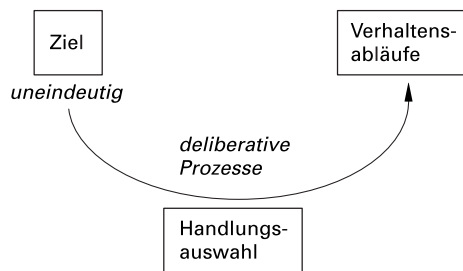 Ziel
uneindeutig
Verhaltens-
abläufe
deliberative
Prozesse
Handlungs-
auswahl